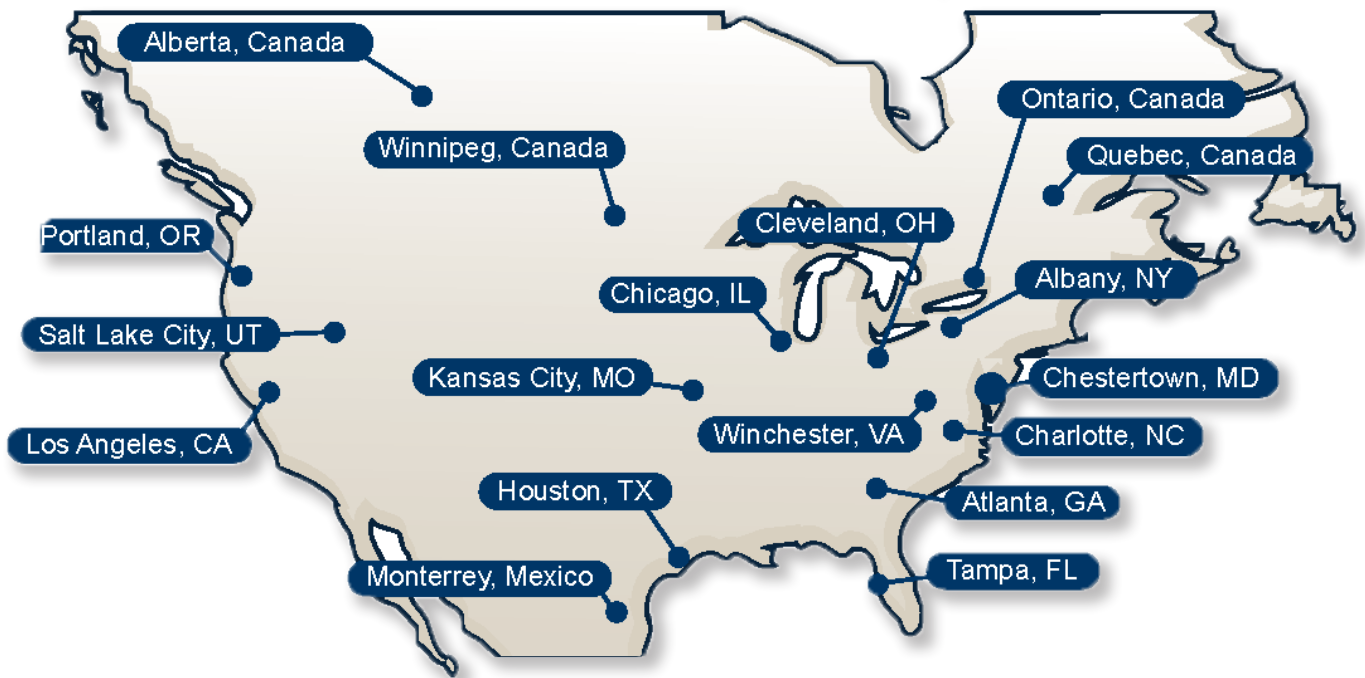 Alberta, Canada
Ontario, Canada
Winnipeg, Canada
Quebec, Canada
Portland, OR
Cleveland, OH
Chicago, IL
Albany, NY
Salt Lake City, UT
Kansas City, MO
Chestertown, MD
Los Angeles, CA
Winchester, VA
Charlotte, NC
Houston, TX
Atlanta, GA
Monterrey, Mexico
Tampa, FL